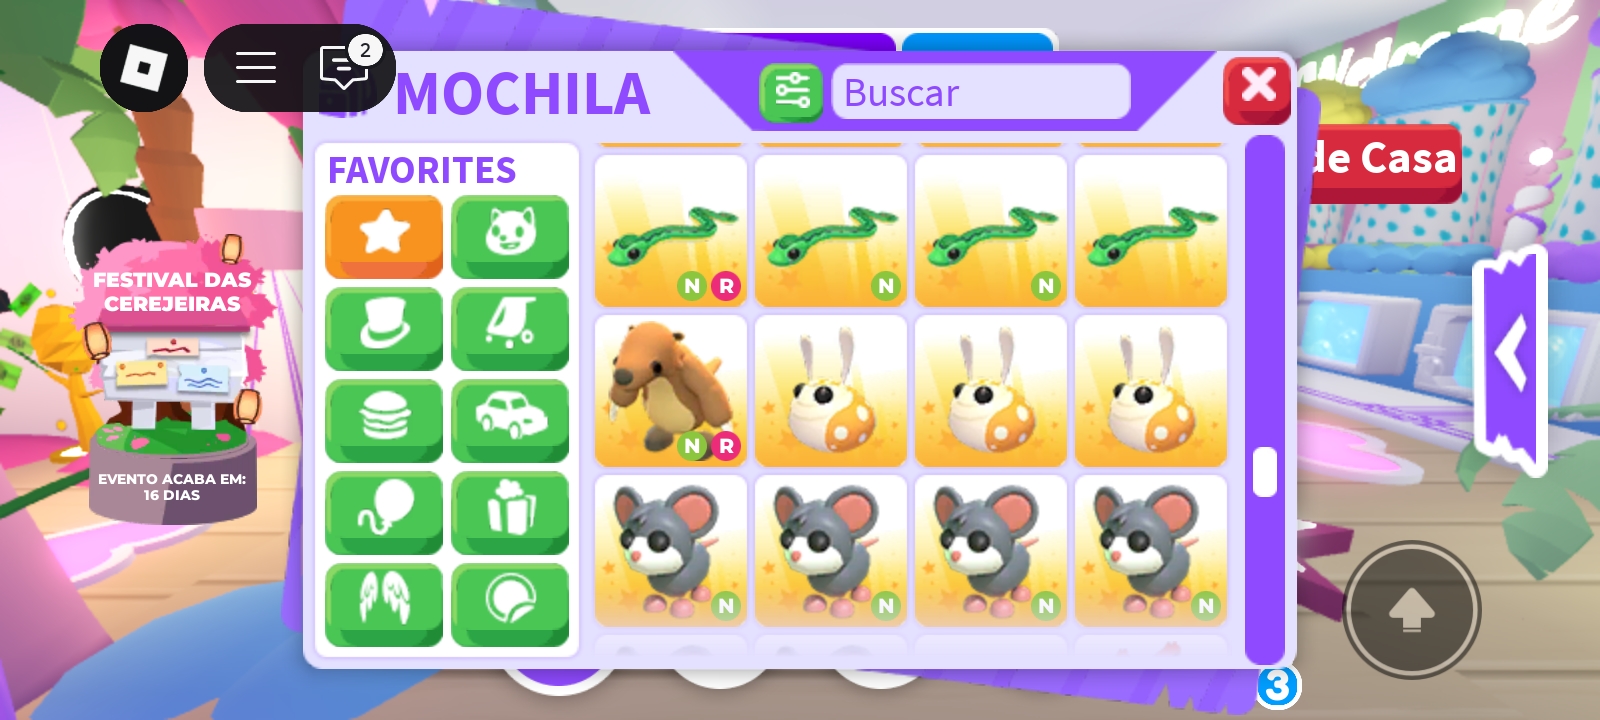 2
MOCHILA
Buscar
FAVORITES
de Casa
FESTIVAL DAS
CEREJEIRAS
EVENTO ACABA EM:
16 DIAS
N R
N
N
N R
N
N
N
N
3